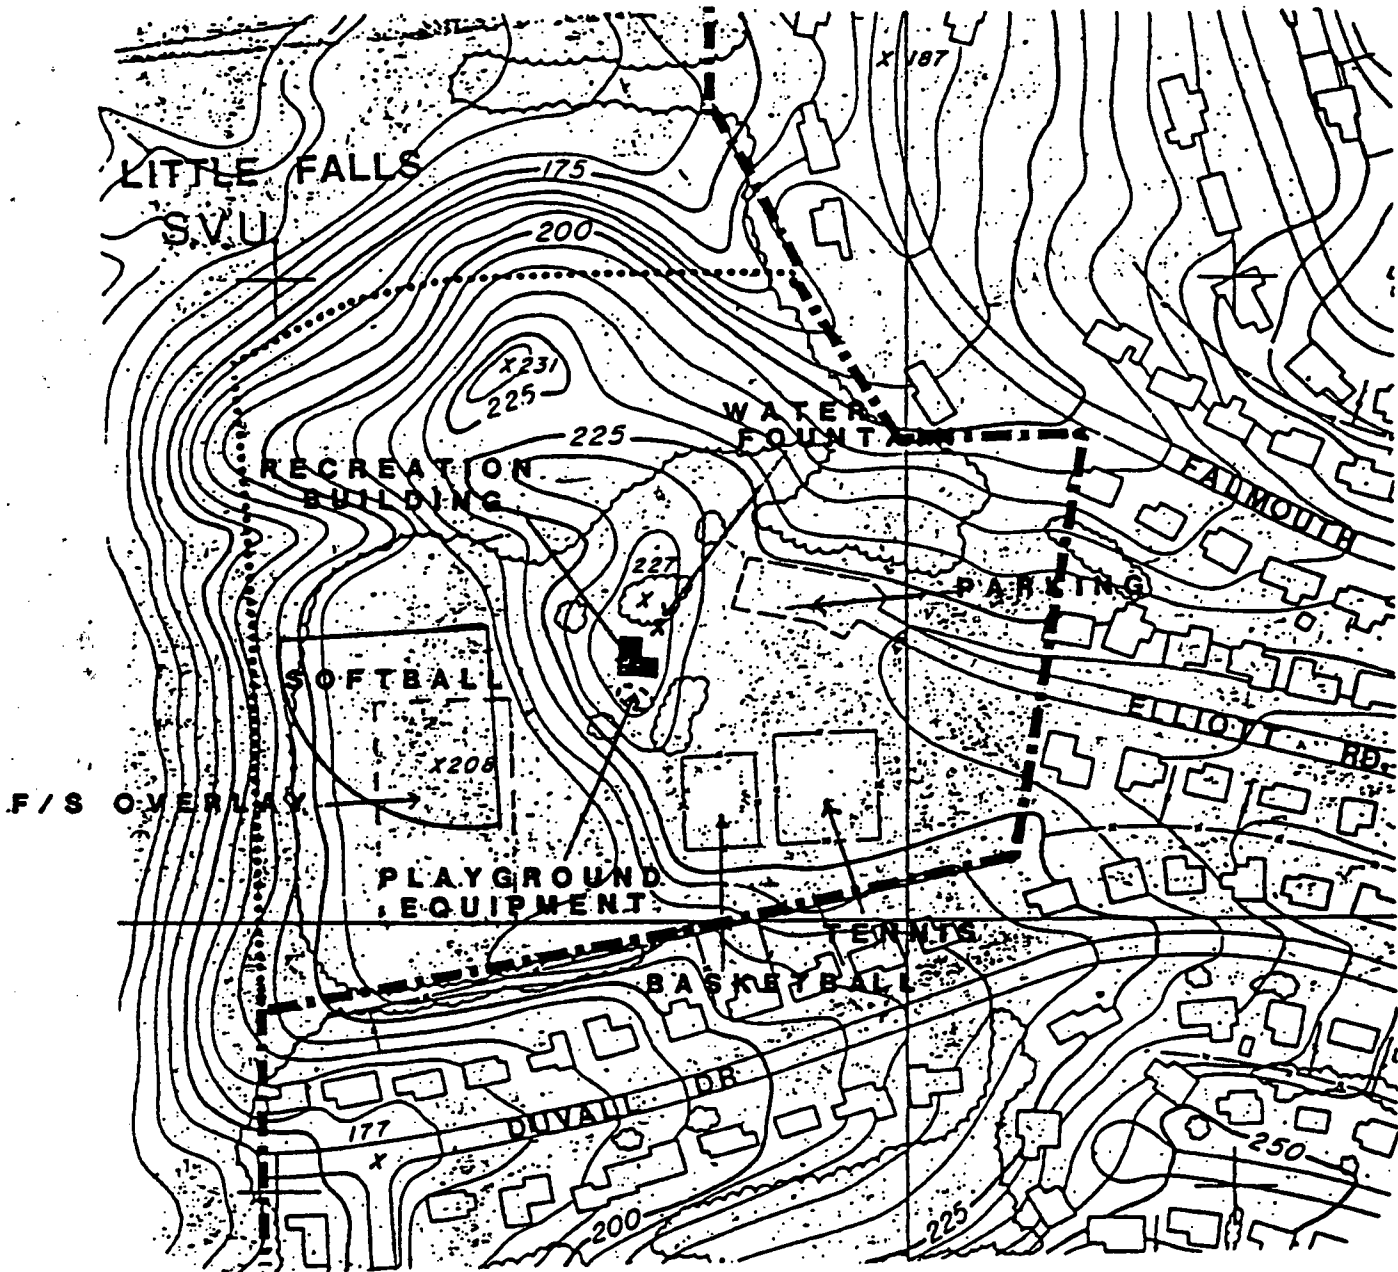 X 187
LITTLE FALLS
SVU
175
200
X 231
225
225
WATER
FOUNTAIN
RECREATION
BUILDING
FALMOUTH
227
X
X
PARKING
SOFTBALL
ELLIOTT RD.
X 208
F/S OVERLAY
PLAYGROUND
EQUIPMENT
TENNIS
BASKETBALL
DUVALL DR
177
X
250
200
225